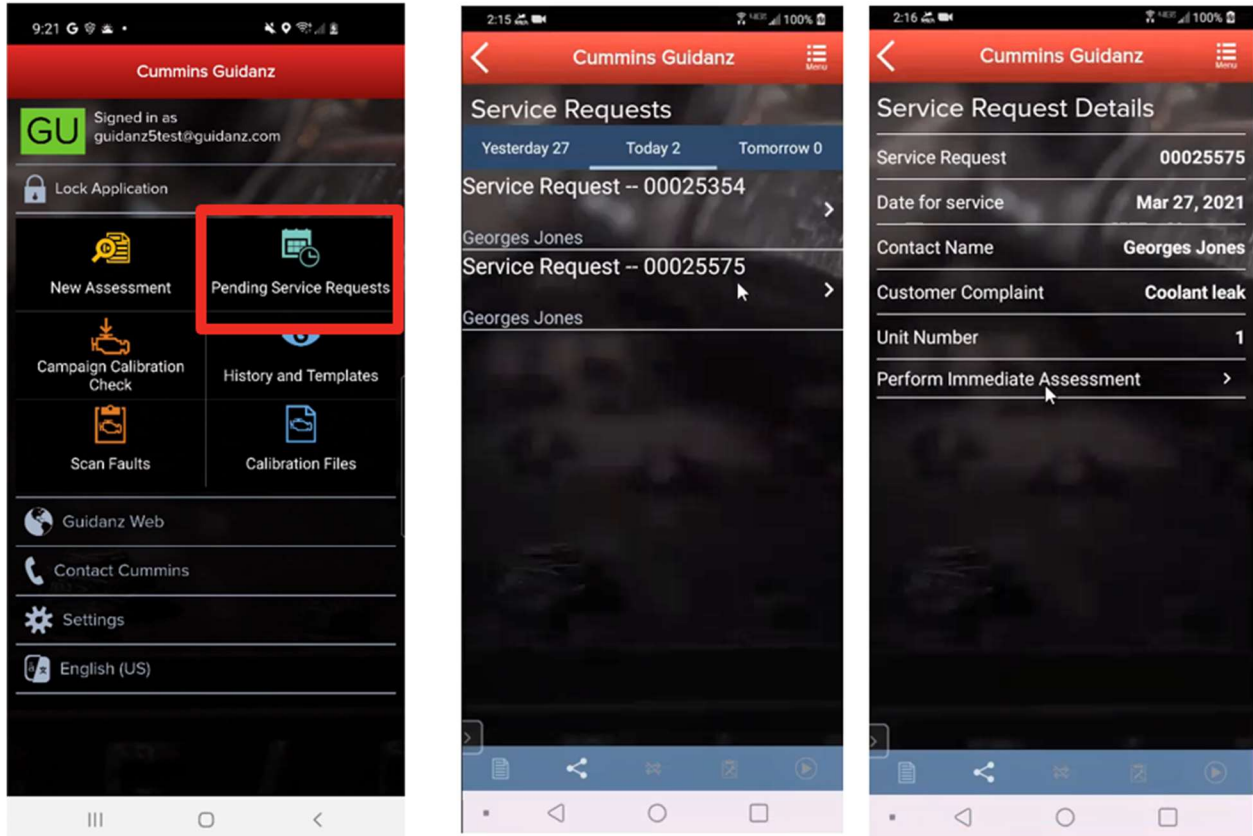 9:21 G
Cummins Guidanz
GU
Signed in as
guidanz5test@guidanz.com
Lock Application
New Assessment
Pending Service Requests
Campaign Calibration
Check
History and Templates
Scan Faults
Calibration Files
Guidanz Web
Contact Cummins
Settings
English (US)
2:15
100%
Cummins Guidanz
Menu
Service Requests
Yesterday 27
Today 2
Tomorrow 0
Service Request -- 00025354
Georges Jones
Service Request -- 00025575
Georges Jones
2:16
100%
Cummins Guidanz
Menu
Service Request Details
Service Request 00025575
Date for service Mar 27, 2021
Contact Name Georges Jones
Customer Complaint Coolant leak
Unit Number 1
Perform Immediate Assessment